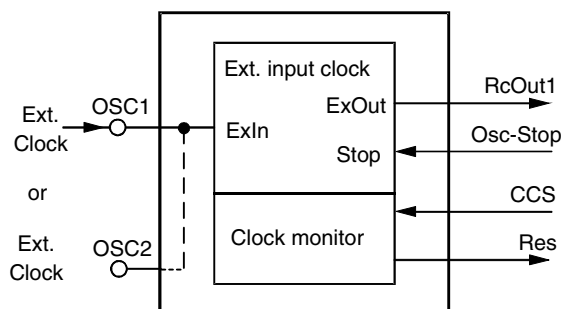 Ext. input clock
RcOut1
ExOut
OSC1
Ext.
Clock
ExIn
Osc-Stop
Stop
or
CCS
Clock monitor
Res
Ext.
Clock
OSC2